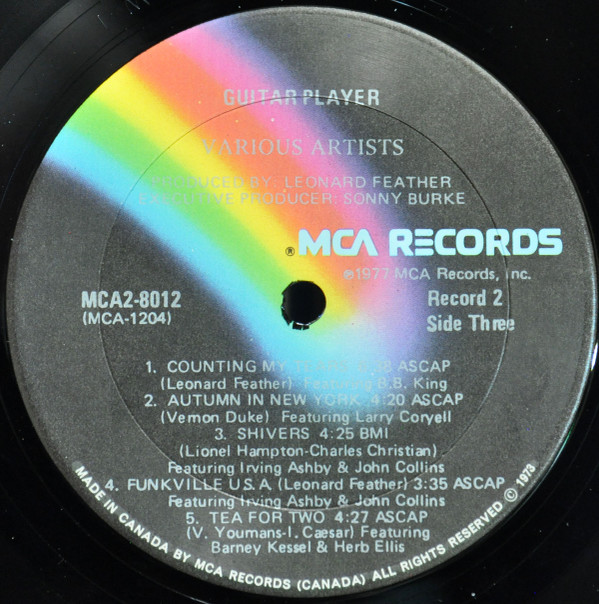 GUITAR PLAYER
VARIOUS ARTISTS
PRODUCED BY: LEONARD FEATHER
EXECUTIVE PRODUCER: SONNY BURKE
® MCA RECORDS
℗1977 MCA Records, Inc.
MCA2-8012
(MCA-1204)
Record 2
Side Three
1. COUNTING MY ASCAP
(Leonard Feather) Featuring B.B. King
2. AUTUMN IN NEW YORK 4:20 ASCAP
(Vernon Duke) Featuring Larry Coryell
3. SHIVERS 4:25 BMI
(Lionel Hampton-Charles Christian)
Featuring Irving Ashby & John Collins
4. FUNKVILLE U.S.A. (Leonard Feather) 3:35 ASCAP
Featuring Irving Ashby & John Collins
5. TEA FOR TWO 4:27 ASCAP
(V. Youmans-I. Cæsar) Featuring
Barney Kessel & Herb Ellis
MADE IN CANADA BY MCA RECORDS (CANADA) ALL RIGHTS RESERVED © 1973